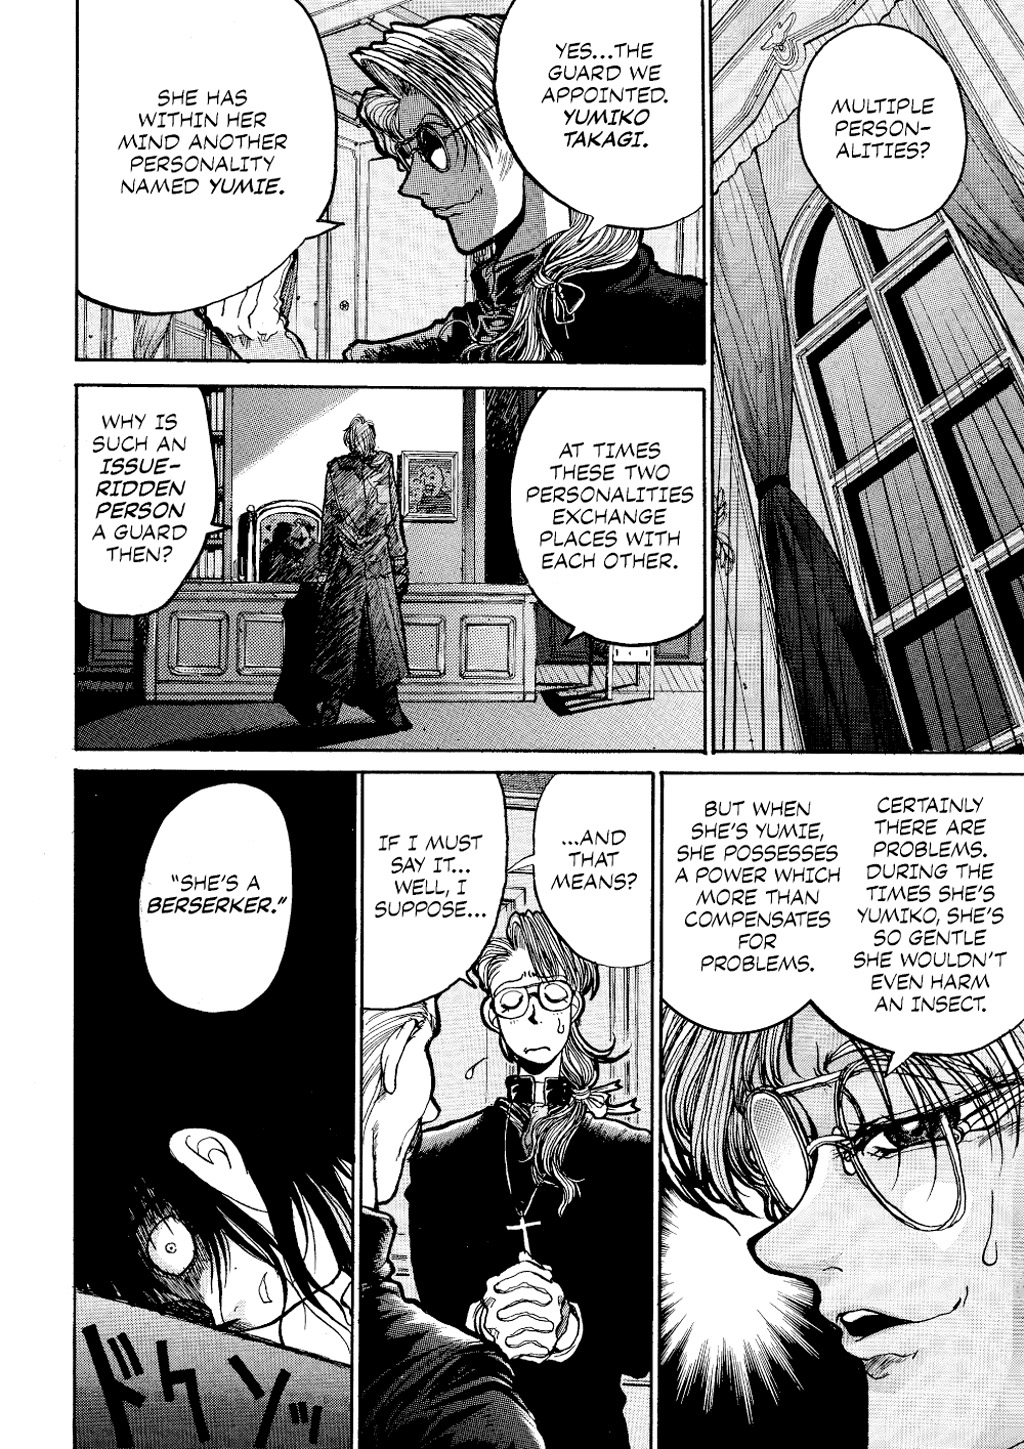 MULTIPLE
PERSON-
ALITIES?
YES...THE
GUARD WE
APPOINTED.
YUMIKO
TAKAGI.
SHE HAS
WITHIN HER
MIND ANOTHER
PERSONALITY
NAMED YUMIE.
AT TIMES
THESE TWO
PERSONALITIES
EXCHANGE
PLACES WITH
EACH OTHER.
WHY IS
SUCH AN
ISSUE-
RIDDEN
PERSON
A GUARD
THEN?
CERTAINLY
THERE ARE
PROBLEMS.
DURING THE
TIMES SHE'S
YUMIKO, SHE'S
SO GENTLE
SHE WOULDN'T
EVEN HARM
AN INSECT.
BUT WHEN
SHE'S YUMIE,
SHE POSSESSES
A POWER WHICH
MORE THAN
COMPENSATES
FOR
PROBLEMS.
...AND
THAT
MEANS?
IF I MUST
SAY IT...
WELL, I
SUPPOSE...
"SHE'S A
BERSERKER."
ドクンッ